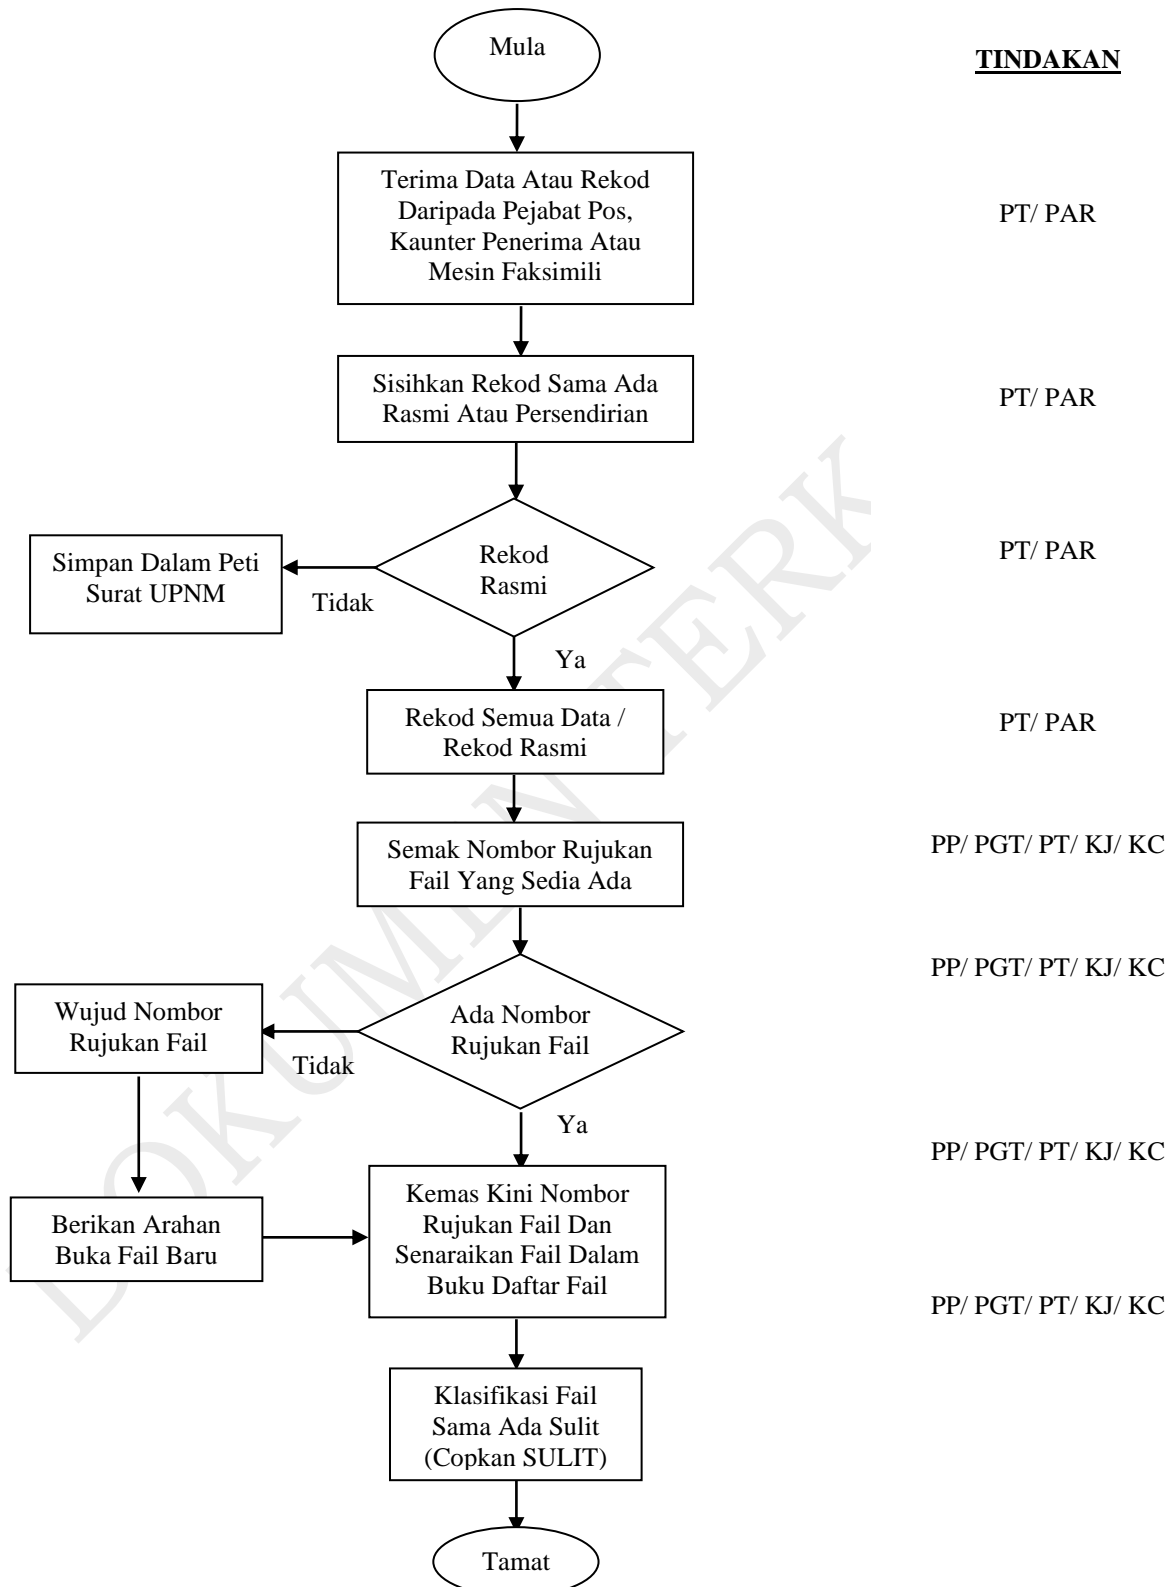 Mula
TINDAKAN
Terima Data Atau Rekod
Daripada Pejabat Pos,
Kaunter Penerima Atau
Mesin Faksimili
PT/ PAR
Sisihkan Rekod Sama Ada
Rasmi Atau Persendirian
PT/ PAR
Rekod
Rasmi
PT/ PAR
Simpan Dalam Peti
Surat UPNM
Tidak
Ya
Rekod Semua Data /
Rekod Rasmi
PT/ PAR
Semak Nombor Rujukan
Fail Yang Sedia Ada
PP/ PGT/ PT/ KJ/ KC
Ada Nombor
Rujukan Fail
PP/ PGT/ PT/ KJ/ KC
Wujud Nombor
Rujukan Fail
Tidak
Ya
Berikan Arahan
Buka Fail Baru
Kemas Kini Nombor
Rujukan Fail Dan
Senaraikan Fail Dalam
Buku Daftar Fail
PP/ PGT/ PT/ KJ/ KC
Klasifikasi Fail
Sama Ada Sulit
(Copkan SULIT)
PP/ PGT/ PT/ KJ/ KC
Tamat
DOKUMEN TERK